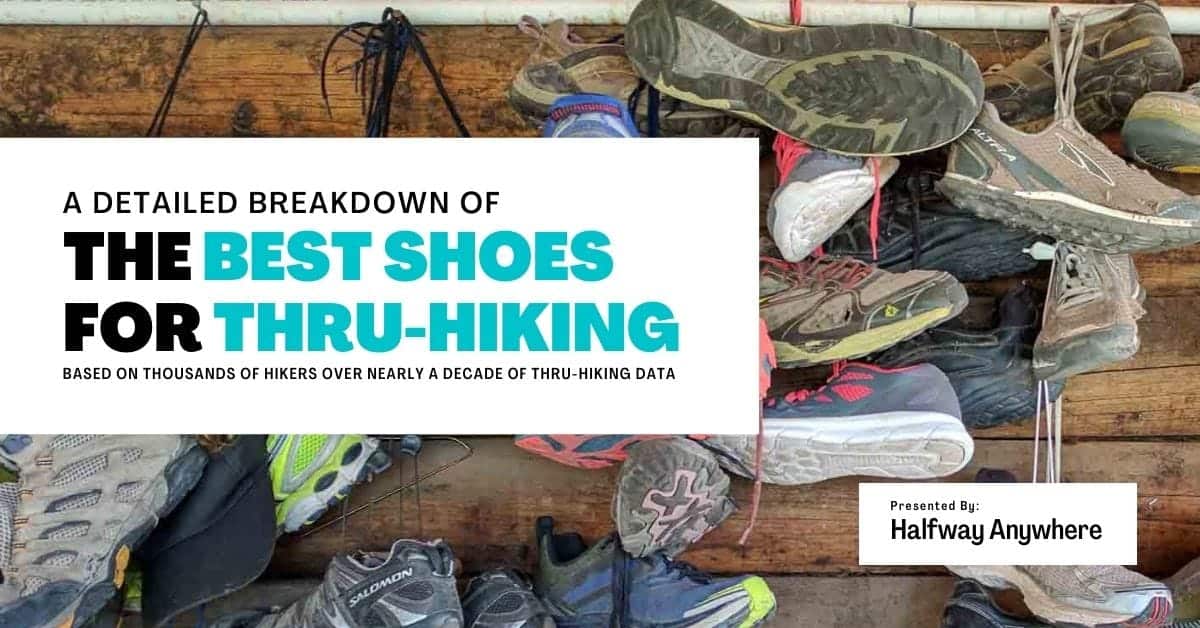 A DETAILED BREAKDOWN OF
THE BEST SHOES
FOR THRU-HIKING
BASED ON THOUSANDS OF HIKERS OVER NEARLY A DECADE OF THRU-HIKING DATA
ALTRA
Presented By:
Halfway Anywhere
SALOMON